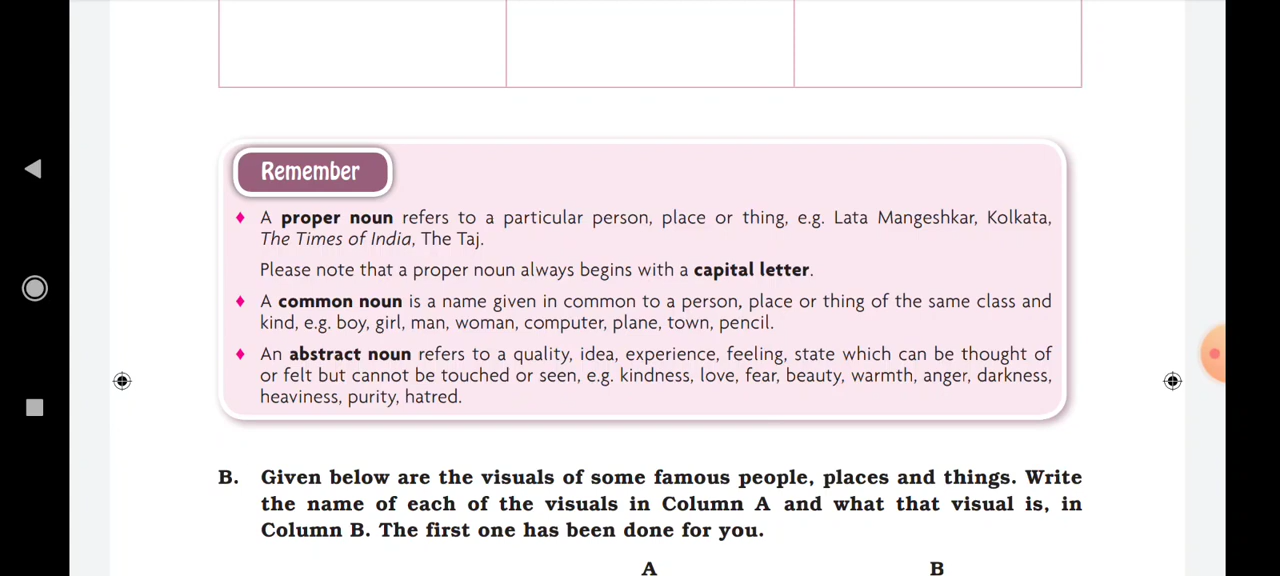 Remember
♦ A proper noun refers to a particular person, place or thing, e.g. Lata Mangeshkar, Kolkata,
The Times of India, The Taj.
Please note that a proper noun always begins with a capital letter.
♦ A common noun is a name given in common to a person, place or thing of the same class and
kind, e.g. boy, girl, man, woman, computer, plane, town, pencil.
♦ An abstract noun refers to a quality, idea, experience, feeling, state which can be thought of
or felt but cannot be touched or seen, e.g. kindness, love, fear, beauty, warmth, anger, darkness,
heaviness, purity, hatred.
B. Given below are the visuals of some famous people, places and things. Write
the name of each of the visuals in Column A and what that visual is, in
Column B. The first one has been done for you.
A B